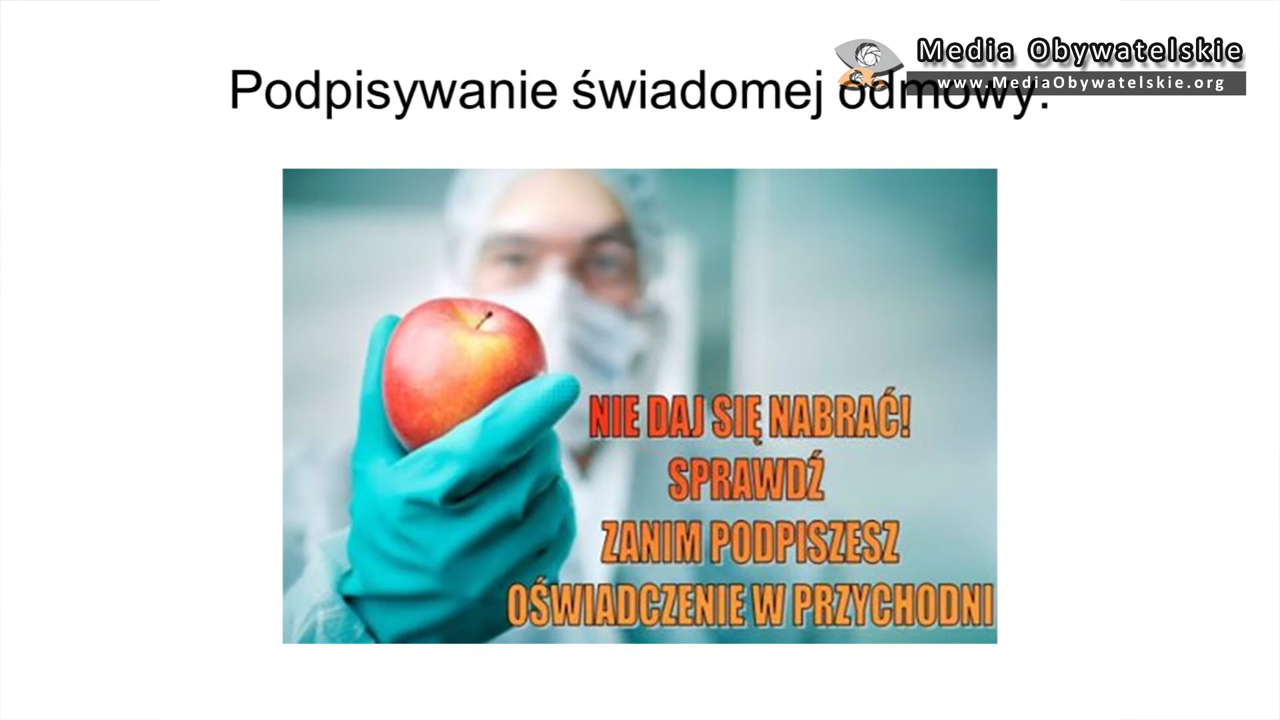 Media Obywatelskie
www.MediaObywatelskie.org
Podpisywanie świadomej odmowy.
NIE DAJ SIĘ NABRAĆ!
SPRAWDŹ
ZANIM PODPISZESZ
OŚWIADCZENIE W PRZYCHODNI